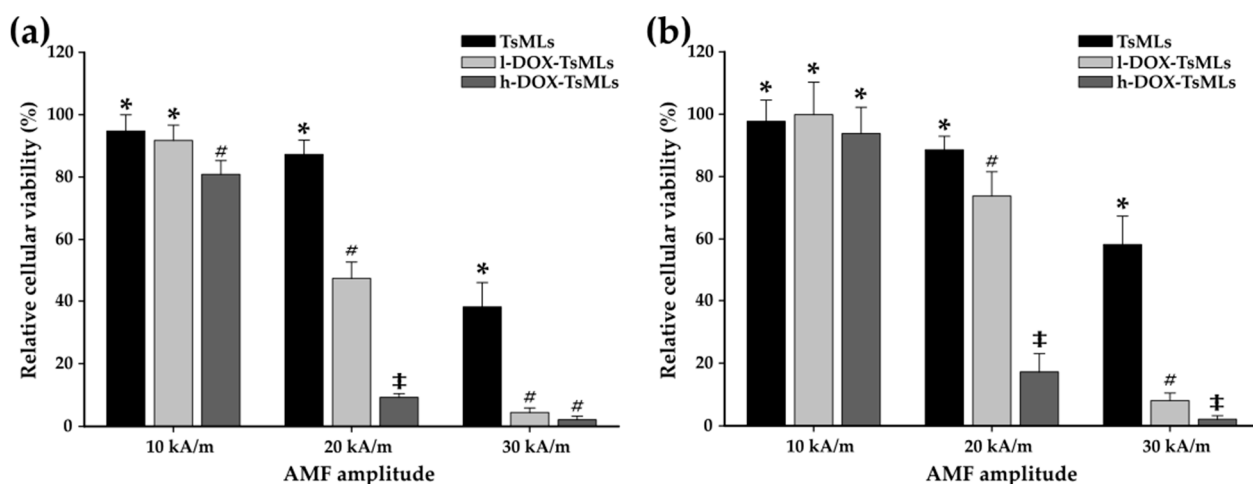 (a)
TsMLs
l-DOX-TsMLs
h-DOX-TsMLs
Relative cellular viability (%)
120
100
80
60
40
20
0
* * #
* # ‡
* # #
10 kA/m 20 kA/m 30 kA/m
AMF amplitude
(b)
TsMLs
l-DOX-TsMLs
h-DOX-TsMLs
Relative cellular viability (%)
120
100
80
60
40
20
0
* * *
* # ‡
* # ‡
10 kA/m 20 kA/m 30 kA/m
AMF amplitude